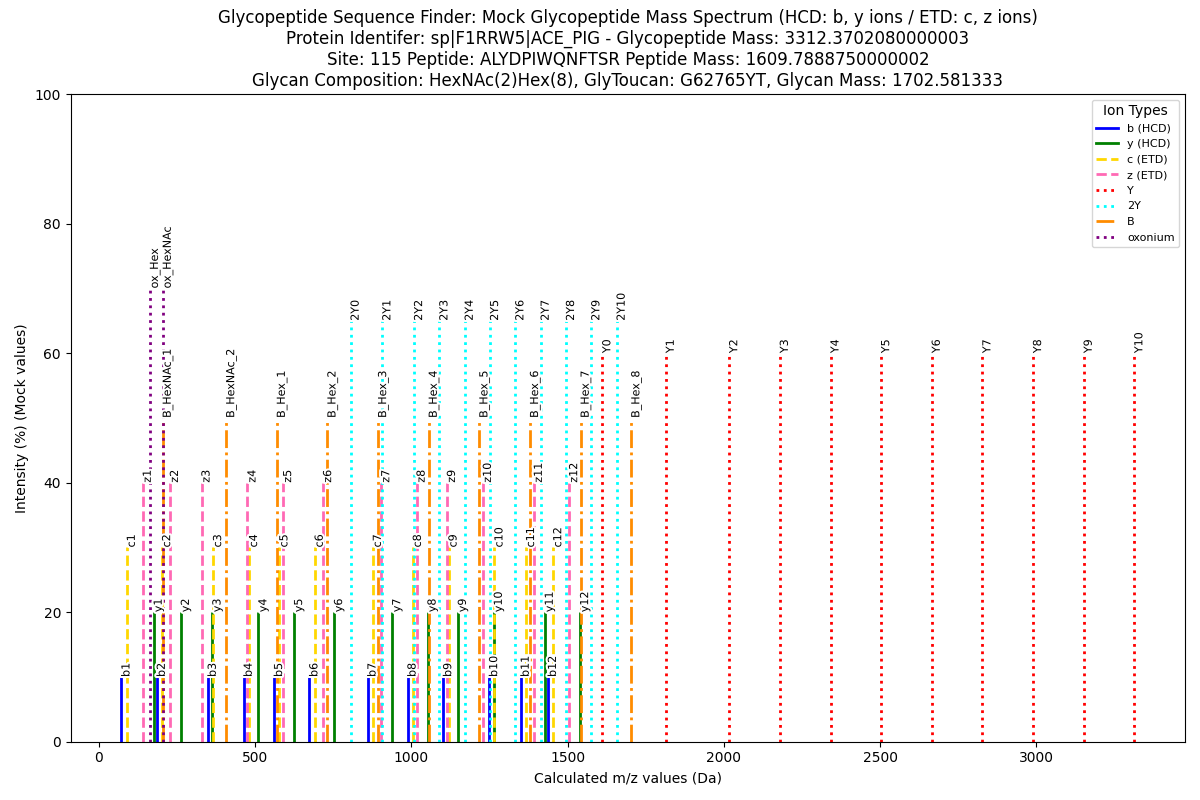 Glycopeptide Sequence Finder: Mock Glycopeptide Mass Spectrum (HCD: b, y ions / ETD: c, z ions)
Protein Identifer: sp|F1RRW5|ACE_PIG - Glycopeptide Mass: 3312.3702080000003
Site: 115 Peptide: ALYDPIWQNFTSR Peptide Mass: 1609.7888750000002
Glycan Composition: HexNAc(2)Hex(8), GlyToucan: G62765YT, Glycan Mass: 1702.581333
Intensity (%) (Mock values)
100
80
60
40
20
0
Ion Types
b (HCD)
y (HCD)
c (ETD)
z (ETD)
Y
2Y
B
oxonium
ox_Hex
ox_HexNAc
2Y0
2Y1
2Y2
2Y3
2Y4
2Y5
2Y6
2Y7
2Y8
2Y9
2Y10
Y0
Y1
Y2
Y3
Y4
Y5
Y6
Y7
Y8
Y9
Y10
B_HexNAc_1
B_HexNAc_2
B_Hex_1
B_Hex_2
B_Hex_3
B_Hex_4
B_Hex_5
B_Hex_6
B_Hex_7
B_Hex_8
z1
z2
z3
z4
z5
z6
z7
z8
z9
z10
z11
z12
c1
c2
c3
c4
c5
c6
c7
c8
c9
c10
c11
c12
y1
y2
y3
y4
y5
y6
y7
y8
y9
y10
y11
y12
b1
b2
b3
b4
b5
b6
b7
b8
b9
b10
b11
b12
0
500
1000
1500
2000
2500
3000
Calculated m/z values (Da)